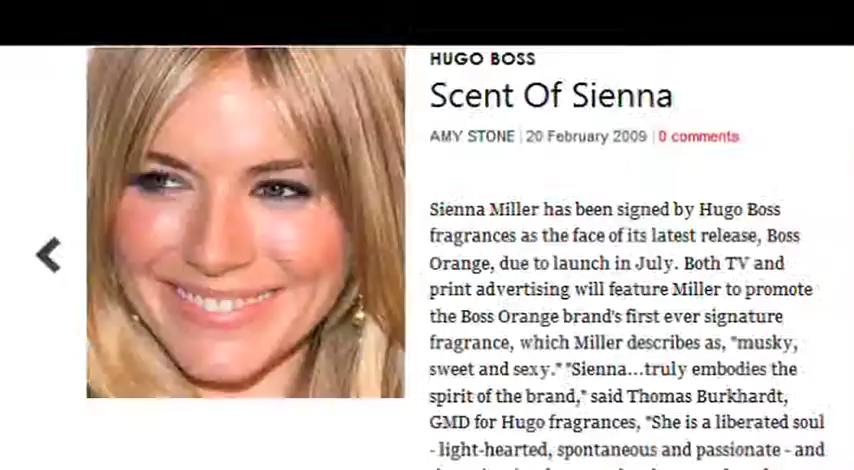 HUGO BOSS
Scent Of Sienna
AMY STONE | 20 February 2009 | 0 comments
Sienna Miller has been signed by Hugo Boss
fragrances as the face of its latest release, Boss
Orange, due to launch in July. Both TV and
print advertising will feature Miller to promote
the Boss Orange brand's first ever signature
fragrance, which Miller describes as, "musky,
sweet and sexy." "Sienna...truly embodies the
spirit of the brand," said Thomas Burkhardt,
GMD for Hugo fragrances, "She is a liberated soul
- light-hearted, spontaneous and passionate - and